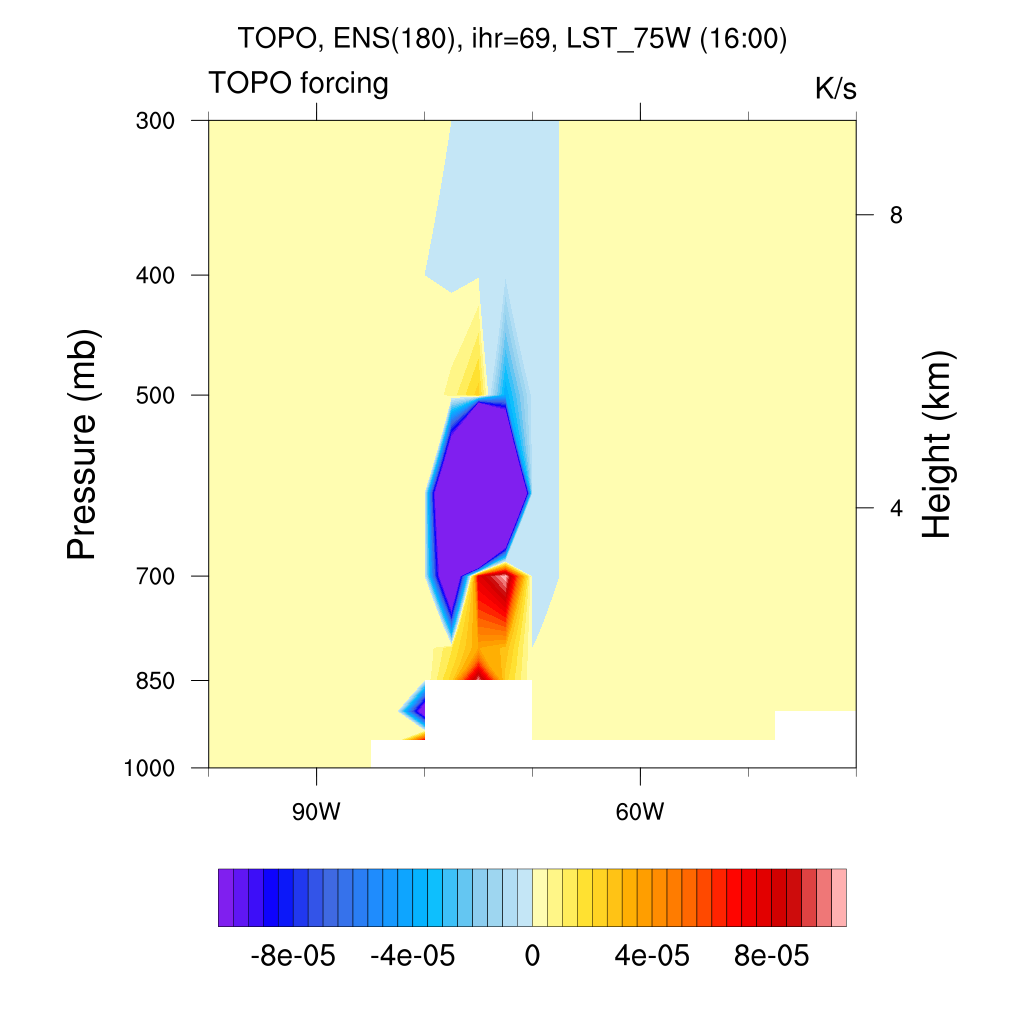 TOPO, ENS(180), ihr=69, LST_75W (16:00)
TOPO forcing
K/s
300
400
500
700
850
1000
Pressure (mb)
8
4
Height (km)
90W
60W
-8e-05
-4e-05
0
4e-05
8e-05